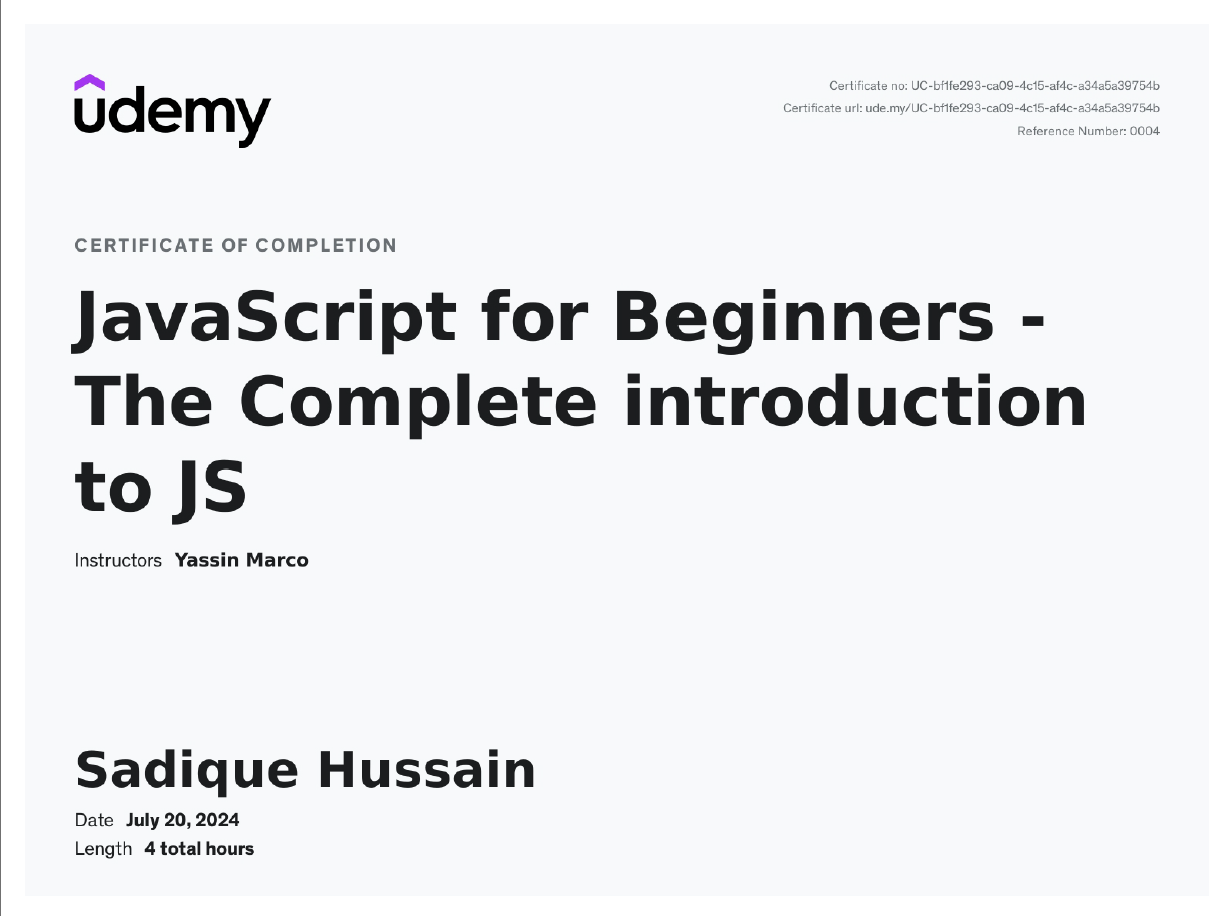 udemy
Certificate no: UC-bf1fe293-ca09-4c15-af4c-a34a5a39754b
Certificate url: ude.my/UC-bf1fe293-ca09-4c15-af4c-a34a5a39754b
Reference Number: 0004
CERTIFICATE OF COMPLETION
JavaScript for Beginners -
The Complete introduction
to JS
Instructors Yassin Marco
Sadique Hussain
Date July 20, 2024
Length 4 total hours